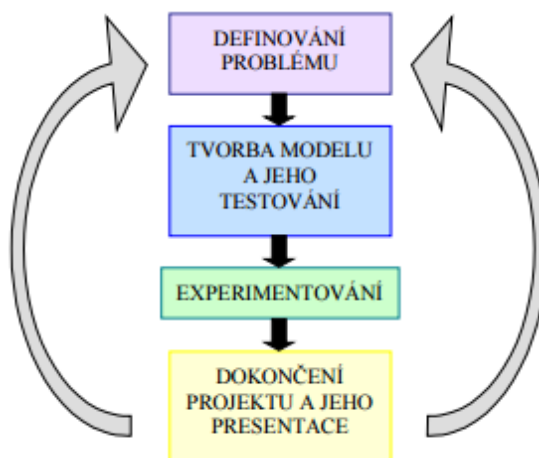 DEFINOVÁNÍ
PROBLÉMU
TVORBA MODELU
A JEHO
TESTOVÁNÍ
EXPERIMENTOVÁNÍ
DOKONČENÍ
PROJEKTU A JEHO
PRESENTACE